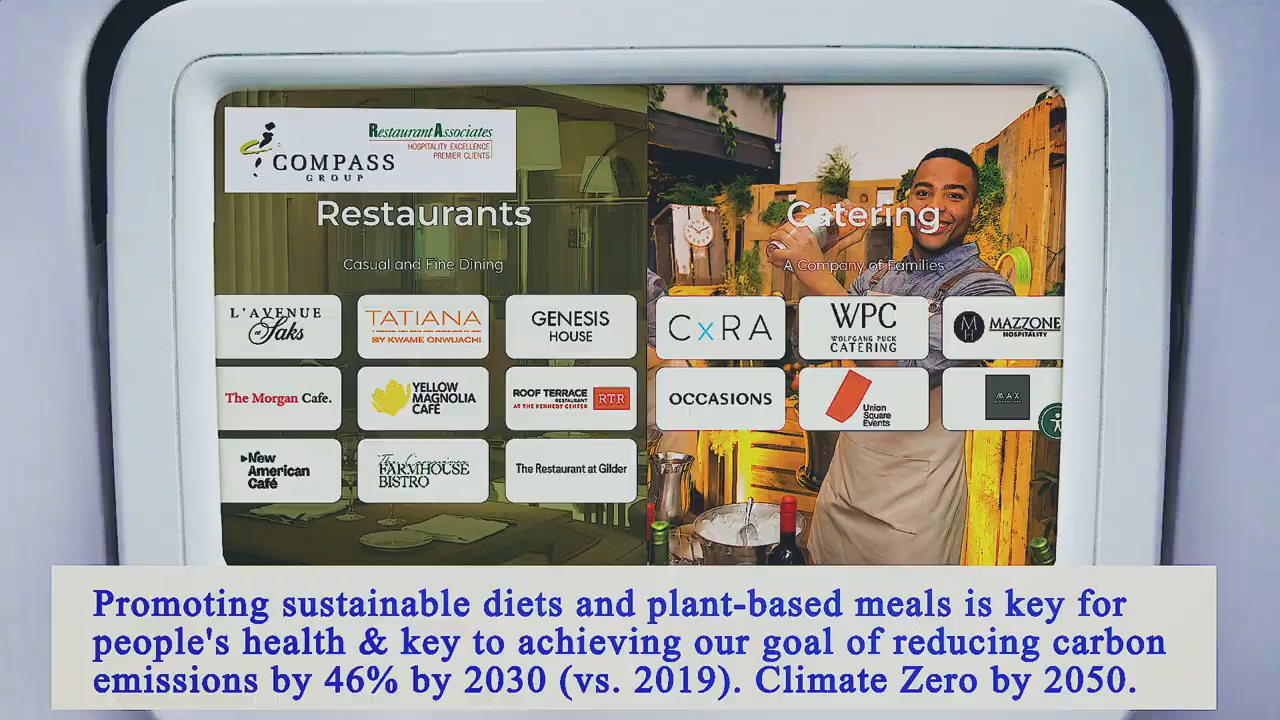 COMPASS
GROUP
Restaurant Associates
HOSPITALITY EXCELLENCE
PREMIER CLIENTS
Restaurants
Casual and Fine Dining
L'AVENUE
Saks
TATIANA
BY KWAME ONWUACHI
GENESIS
HOUSE
The Morgan Cafe.
YELLOW
MAGNOLIA
CAFÉ
ROOF TERRACE
RESTAURANT
AT THE KENNEDY CENTER
RTR
New
American
Café
FARMHOUSE
BISTRO
The Restaurant at Gilder
Catering
A Company of Families
CxRA
WPC
WOLFGANG PUCK
CATERING
M
MAZZONE
HOSPITALITY
OCCASIONS
Union
Square
Events
MAX
Promoting sustainable diets and plant-based meals is key for
people's health & key to achieving our goal of reducing carbon
emissions by 46% by 2030 (vs. 2019). Climate Zero by 2050.